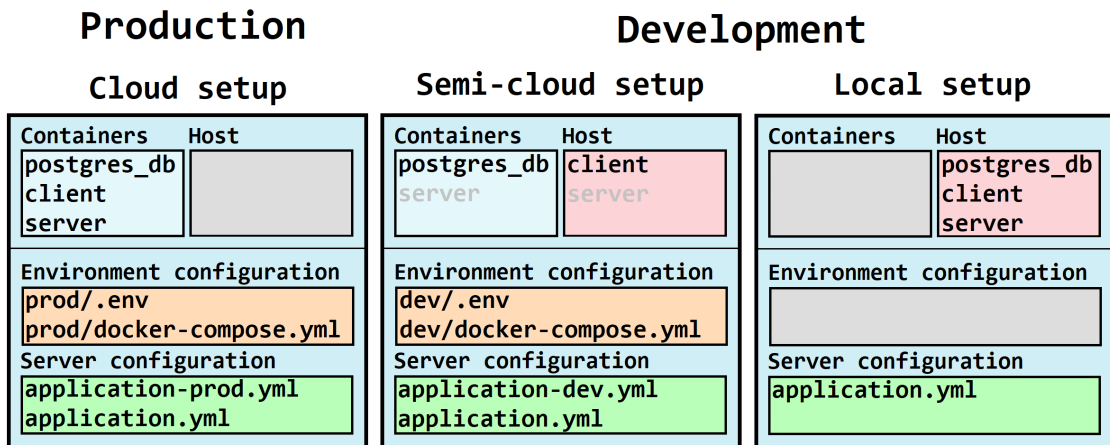 Production
Development
Cloud setup
Semi-cloud setup
Local setup
Containers Host
postgres_db
client
server
Environment configuration
prod/.env
prod/docker-compose.yml
Server configuration
application-prod.yml
application.yml
Containers Host
postgres_db
server
client
server
Environment configuration
dev/.env
dev/docker-compose.yml
Server configuration
application-dev.yml
application.yml
Containers Host
postgres_db
client
server
Environment configuration
Server configuration
application.yml